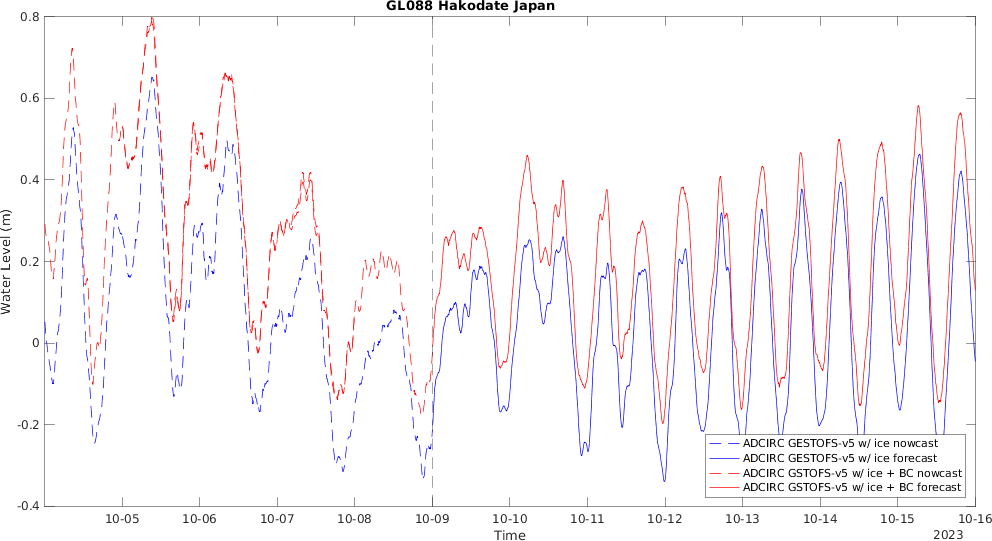 GL088 Hakodate Japan
Water Level (m)
0.8
0.6
0.4
0.2
0
-0.2
-0.4
ADCIRC GESTOFS-v5 w/ ice nowcast
ADCIRC GESTOFS-v5 w/ ice forecast
ADCIRC GSTOFS-v5 w/ ice + BC nowcast
ADCIRC GSTOFS-v5 w/ ice + BC forecast
10-05 10-06 10-07 10-08 10-09 10-10 10-11 10-12 10-13 10-14 10-15 10-16
Time
2023